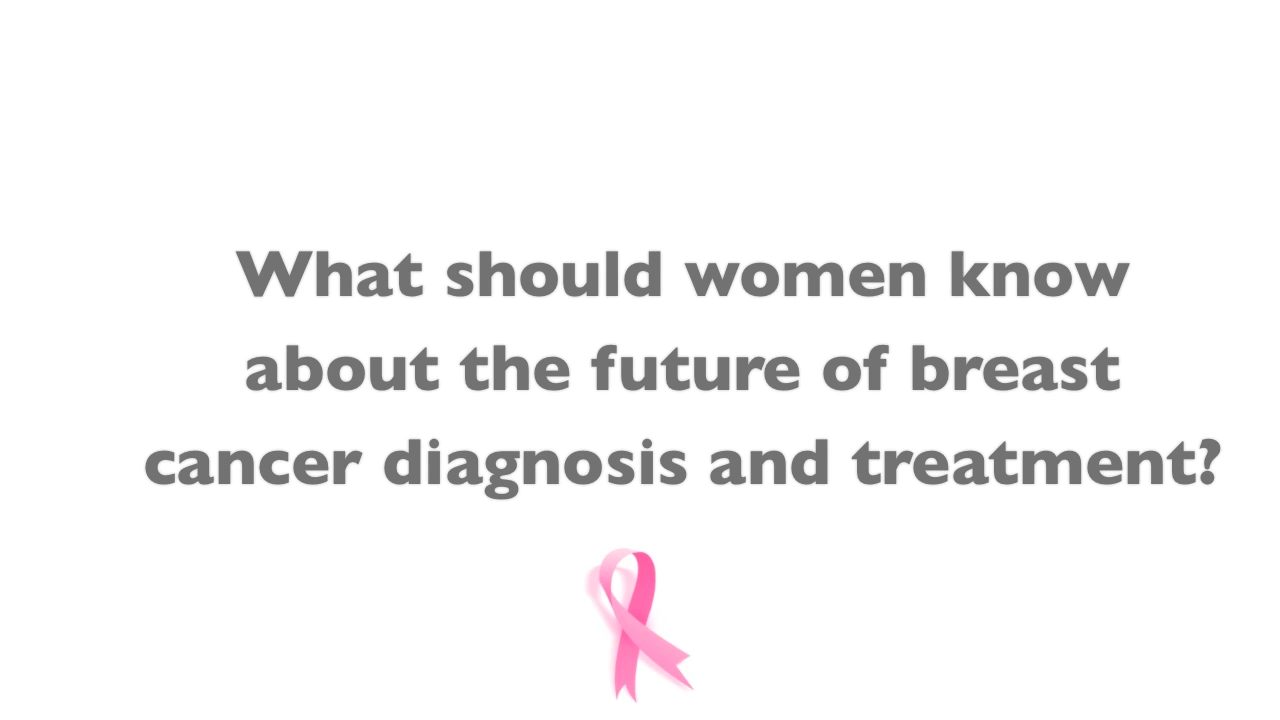 What should women know
about the future of breast
cancer diagnosis and treatment?